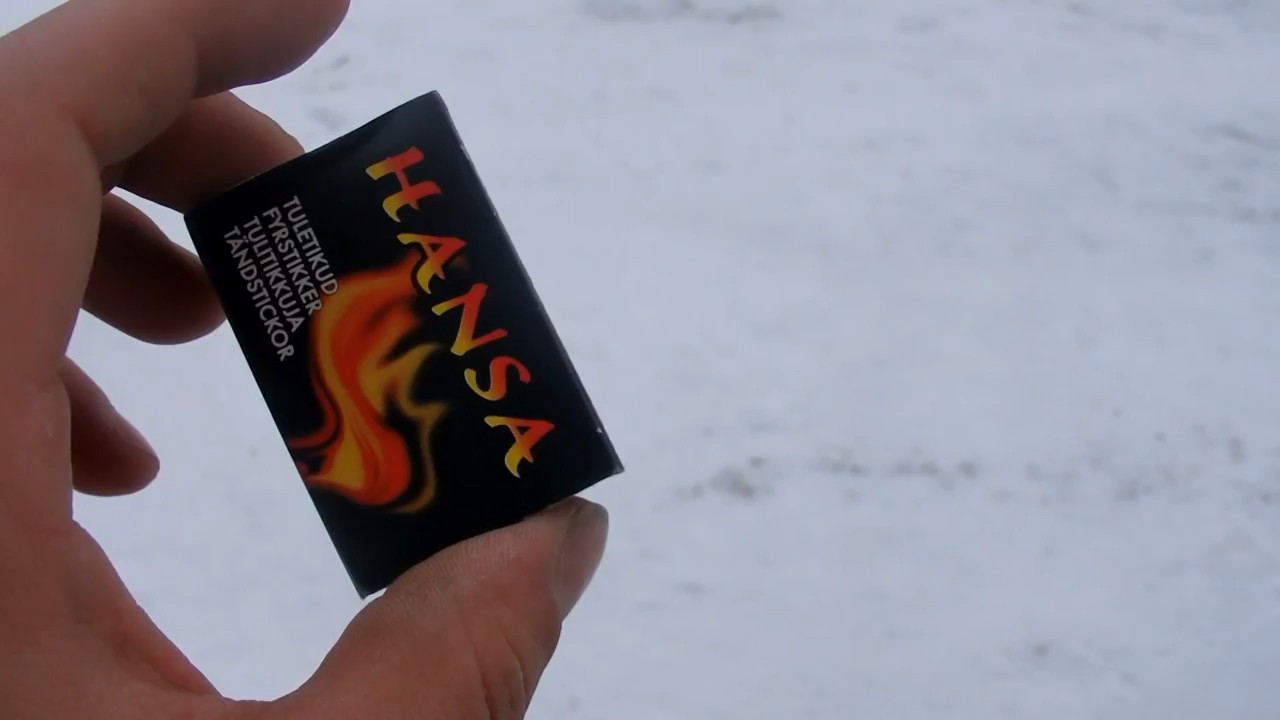 HANSA
TULETIKUD
FYRSTIKKER
TULITIKKUJA
TÄNDSTICKOR